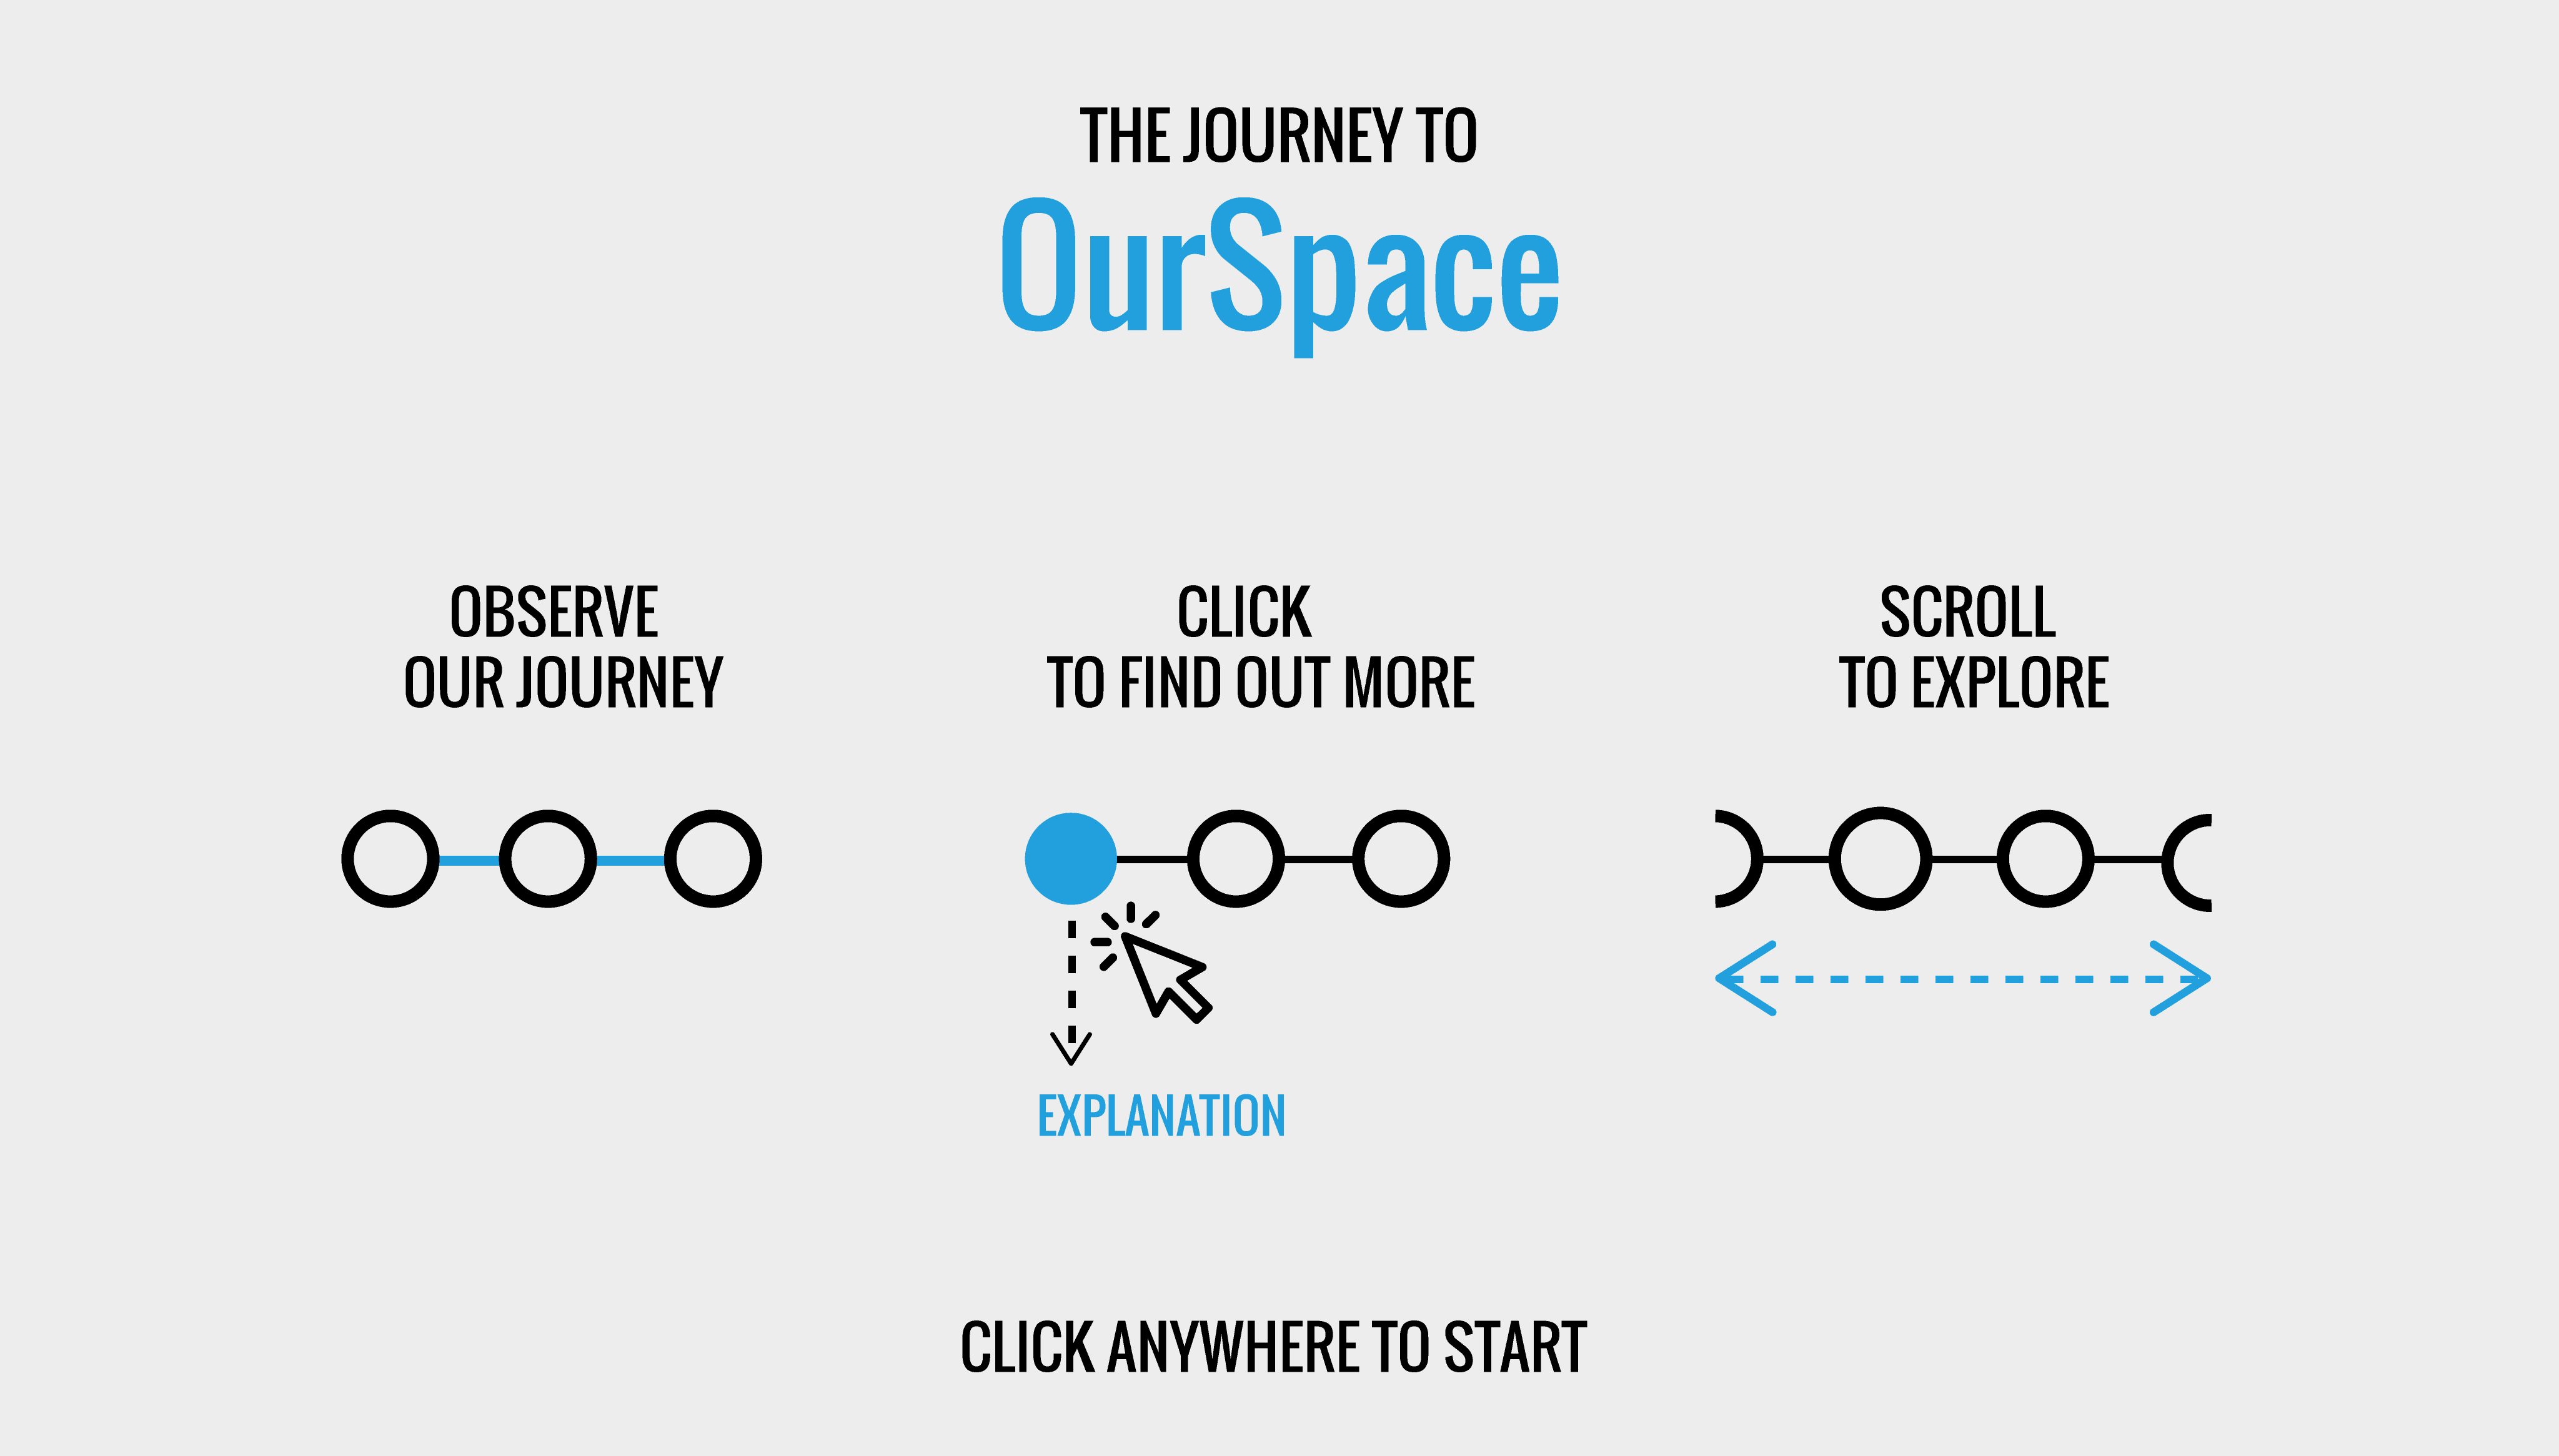 THE JOURNEY TO
OurSpace
OBSERVE
OUR JOURNEY
CLICK
TO FIND OUT MORE
EXPLANATION
SCROLL
TO EXPLORE
CLICK ANYWHERE TO START